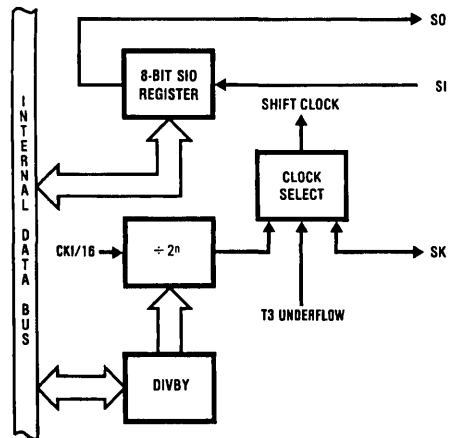 SO
8-BIT SIO
REGISTER
SI
SHIFT CLOCK
INTERNAL DATA BUS
CLOCK
SELECT
CKI/16
÷ 2ⁿ
SK
T3 UNDERFLOW
DIVBY